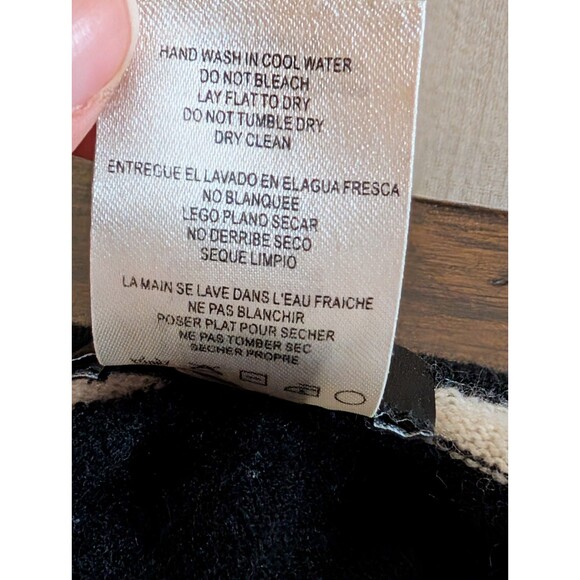 HAND WASH IN COOL WATER
DO NOT BLEACH
LAY FLAT TO DRY
DO NOT TUMBLE DRY
DRY CLEAN
ENTREGUE EL LAVADO EN ELAGUA FRESCA
NO BLANQUEE
LEGO PLANO SECAR
NO DERRIBE SECO
SEQUE LIMPIO
LA MAIN SE LAVE DANS L'EAU FRAICHE
NE PAS BLANCHIR
POSER PLAT POUR SECHER
NE PAS TOMBER SEC
SECHER PROPRE